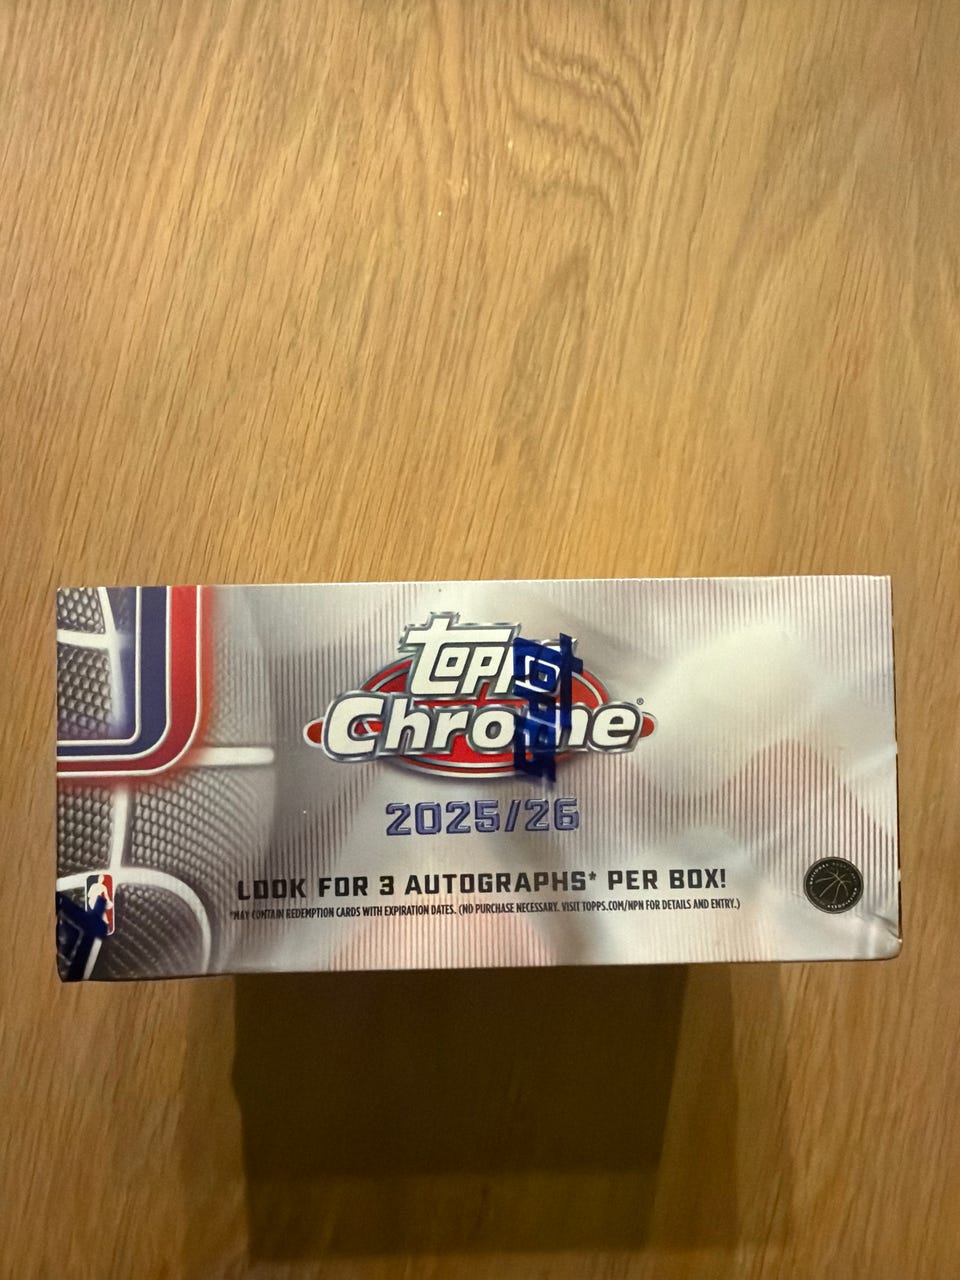 Topps
Chrome®
2025/26
LOOK FOR 3 AUTOGRAPHS* PER BOX!
*MAY CONTAIN REDEMPTION CARDS WITH EXPIRATION DATES. (NO PURCHASE NECESSARY. VISIT TOPPS.COM/NPN FOR DETAILS AND ENTRY.)